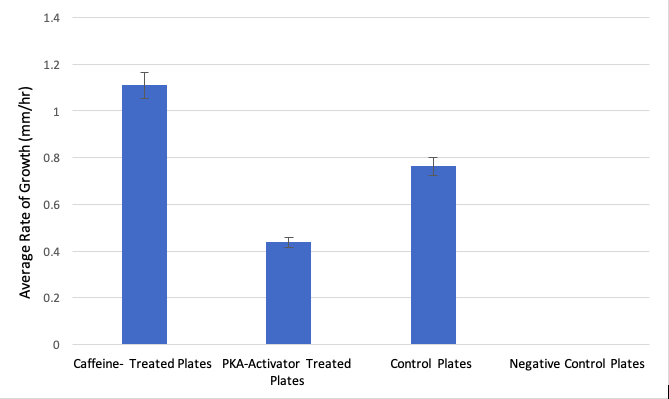 1.4
1.2
1
0.8
0.6
0.4
0.2
0
Average Rate of Growth (mm/hr)
Caffeine- Treated Plates
PKA-Activator Treated
Plates
Control Plates
Negative Control Plates